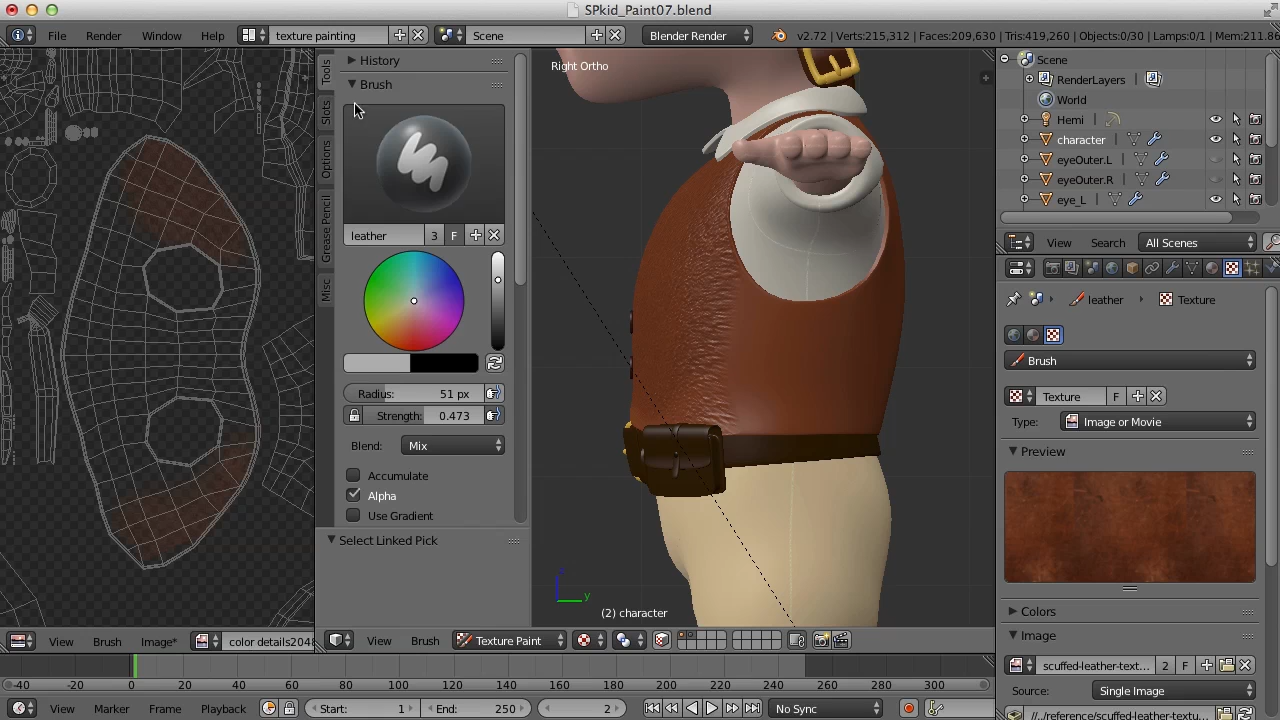 SPkid_Paint07.blend
File Render Window Help texture painting Scene Blender Render v2.72 | Verts:215,312 | Faces:209,630 | Tris:419,260 | Objects:0/30 | Lamps:0/1 | Mem:211.86
Tools
Slots
Options
Grease Pencil
Misc
History
Brush
leather 3 F
Radius: 51 px
Strength: 0.473
Blend: Mix
Accumulate
Alpha
Use Gradient
Select Linked Pick
Right Ortho
z
y
(2) character
Scene
RenderLayers
World
Hemi
character
eyeOuter.L
eyeOuter.R
eye_L
View Search All Scenes
leather Texture
Brush
Texture F
Type: Image or Movie
Preview
Colors
Image
scuffed-leather-text... 2 F
Source: Single Image
//../reference/scuffed-leather-textu...
View Brush Image* color details2048
View Brush Texture Paint
-40 -20 0 20 40 60 80 100 120 140 160 180 200 220 240 260 280 300
View Marker Frame Playback Start: 1 End: 250 2 No Sync